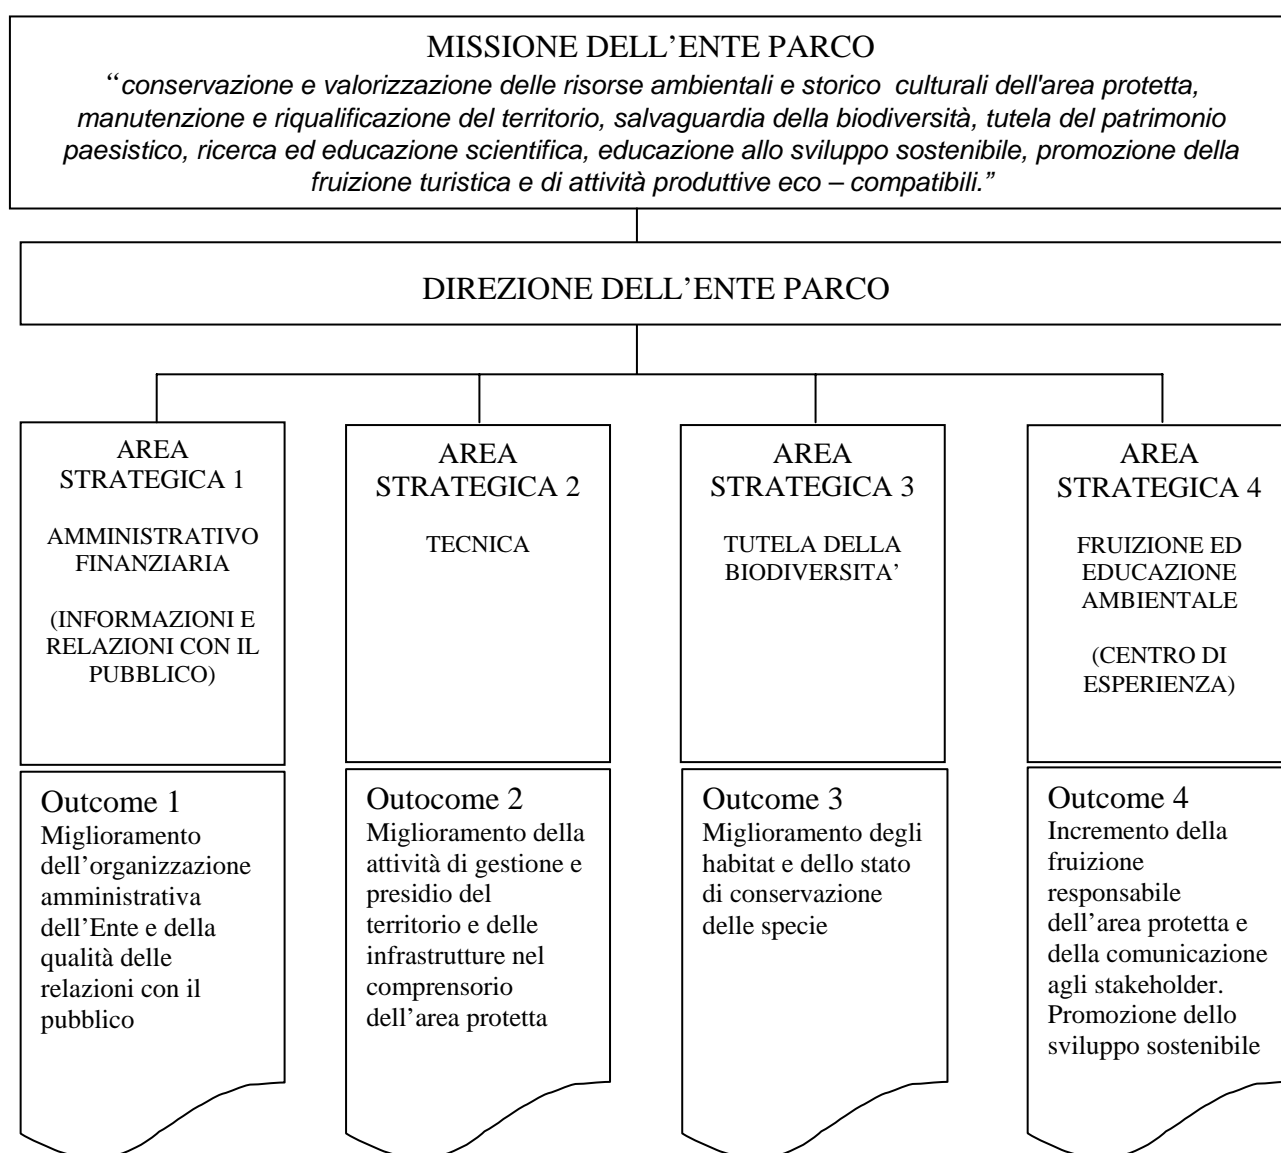 MISSIONE DELL’ENTE PARCO
“conservazione e valorizzazione delle risorse ambientali e storico culturali dell'area protetta,
manutenzione e riqualificazione del territorio, salvaguardia della biodiversità, tutela del patrimonio
paesistico, ricerca ed educazione scientifica, educazione allo sviluppo sostenibile, promozione della
fruizione turistica e di attività produttive eco – compatibili.”
DIREZIONE DELL’ENTE PARCO
AREA
STRATEGICA 1
AMMINISTRATIVO
FINANZIARIA
(INFORMAZIONI E
RELAZIONI CON IL
PUBBLICO)
AREA
STRATEGICA 2
TECNICA
AREA
STRATEGICA 3
TUTELA DELLA
BIODIVERSITA’
AREA
STRATEGICA 4
FRUIZIONE ED
EDUCAZIONE
AMBIENTALE
(CENTRO DI
ESPERIENZA)
Outcome 1
Miglioramento
dell’organizzazione
amministrativa
dell’Ente e della
qualità delle
relazioni con il
pubblico
Outocome 2
Miglioramento della
attività di gestione e
presidio del
territorio e delle
infrastrutture nel
comprensorio
dell’area protetta
Outcome 3
Miglioramento degli
habitat e dello stato
di conservazione
delle specie
Outcome 4
Incremento della
fruizione
responsabile
dell’area protetta e
della comunicazione
agli stakeholder.
Promozione dello
sviluppo sostenibile